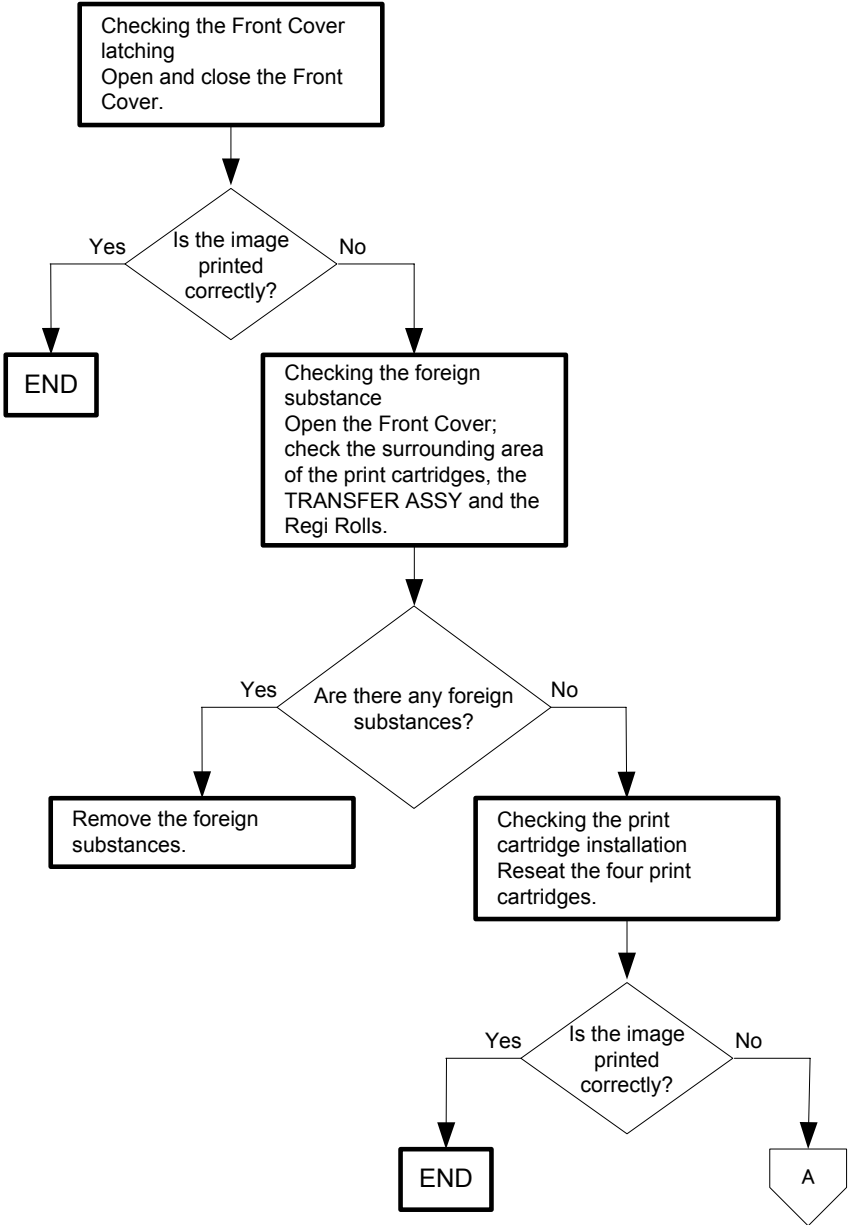 Checking the Front Cover
latching
Open and close the Front
Cover.
Yes
Is the image
printed
correctly?
No
END
Checking the foreign
substance
Open the Front Cover;
check the surrounding area
of the print cartridges, the
TRANSFER ASSY and the
Regi Rolls.
Yes
Are there any foreign
substances?
No
Remove the foreign
substances.
Checking the print
cartridge installation
Reseat the four print
cartridges.
Yes
Is the image
printed
correctly?
No
END
A